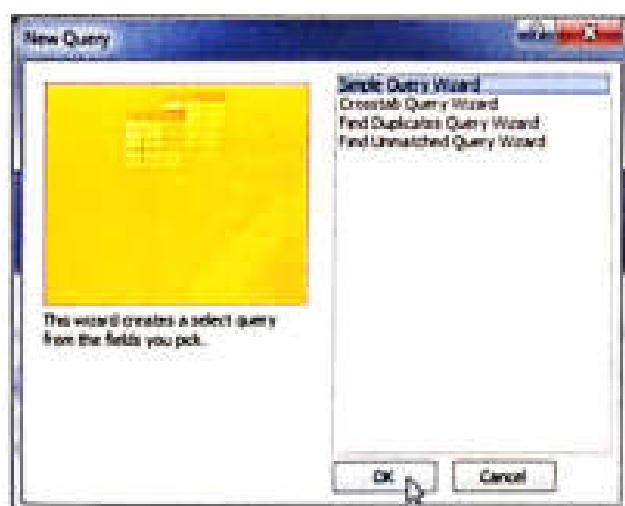 New Query
Simple Query Wizard
Crosstab Query Wizard
Find Duplicates Query Wizard
Find Unmatched Query Wizard
This wizard creates a select query
from the fields you pick.
OK
Cancel